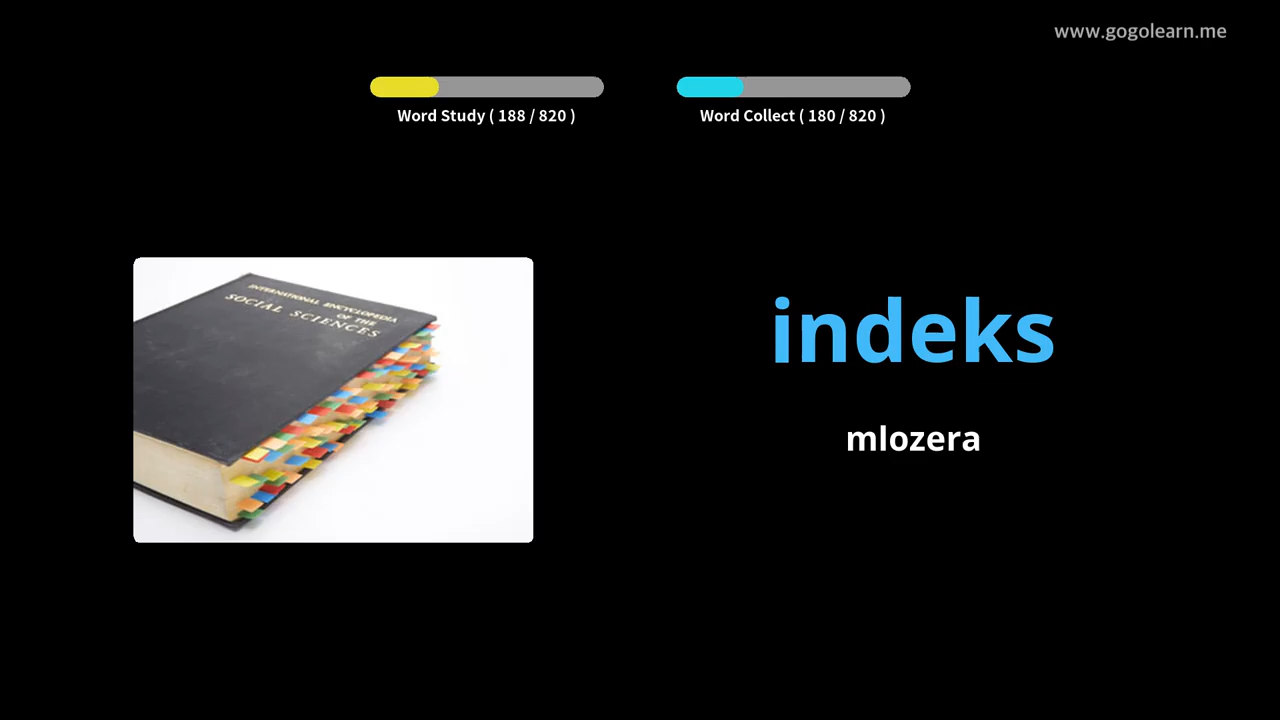 www.gogolearn.me
Word Study ( 188 / 820 )
Word Collect ( 180 / 820 )
INTERNATIONAL ENCYCLOPEDIA
OF THE
SOCIAL SCIENCES
indeks
mlozera